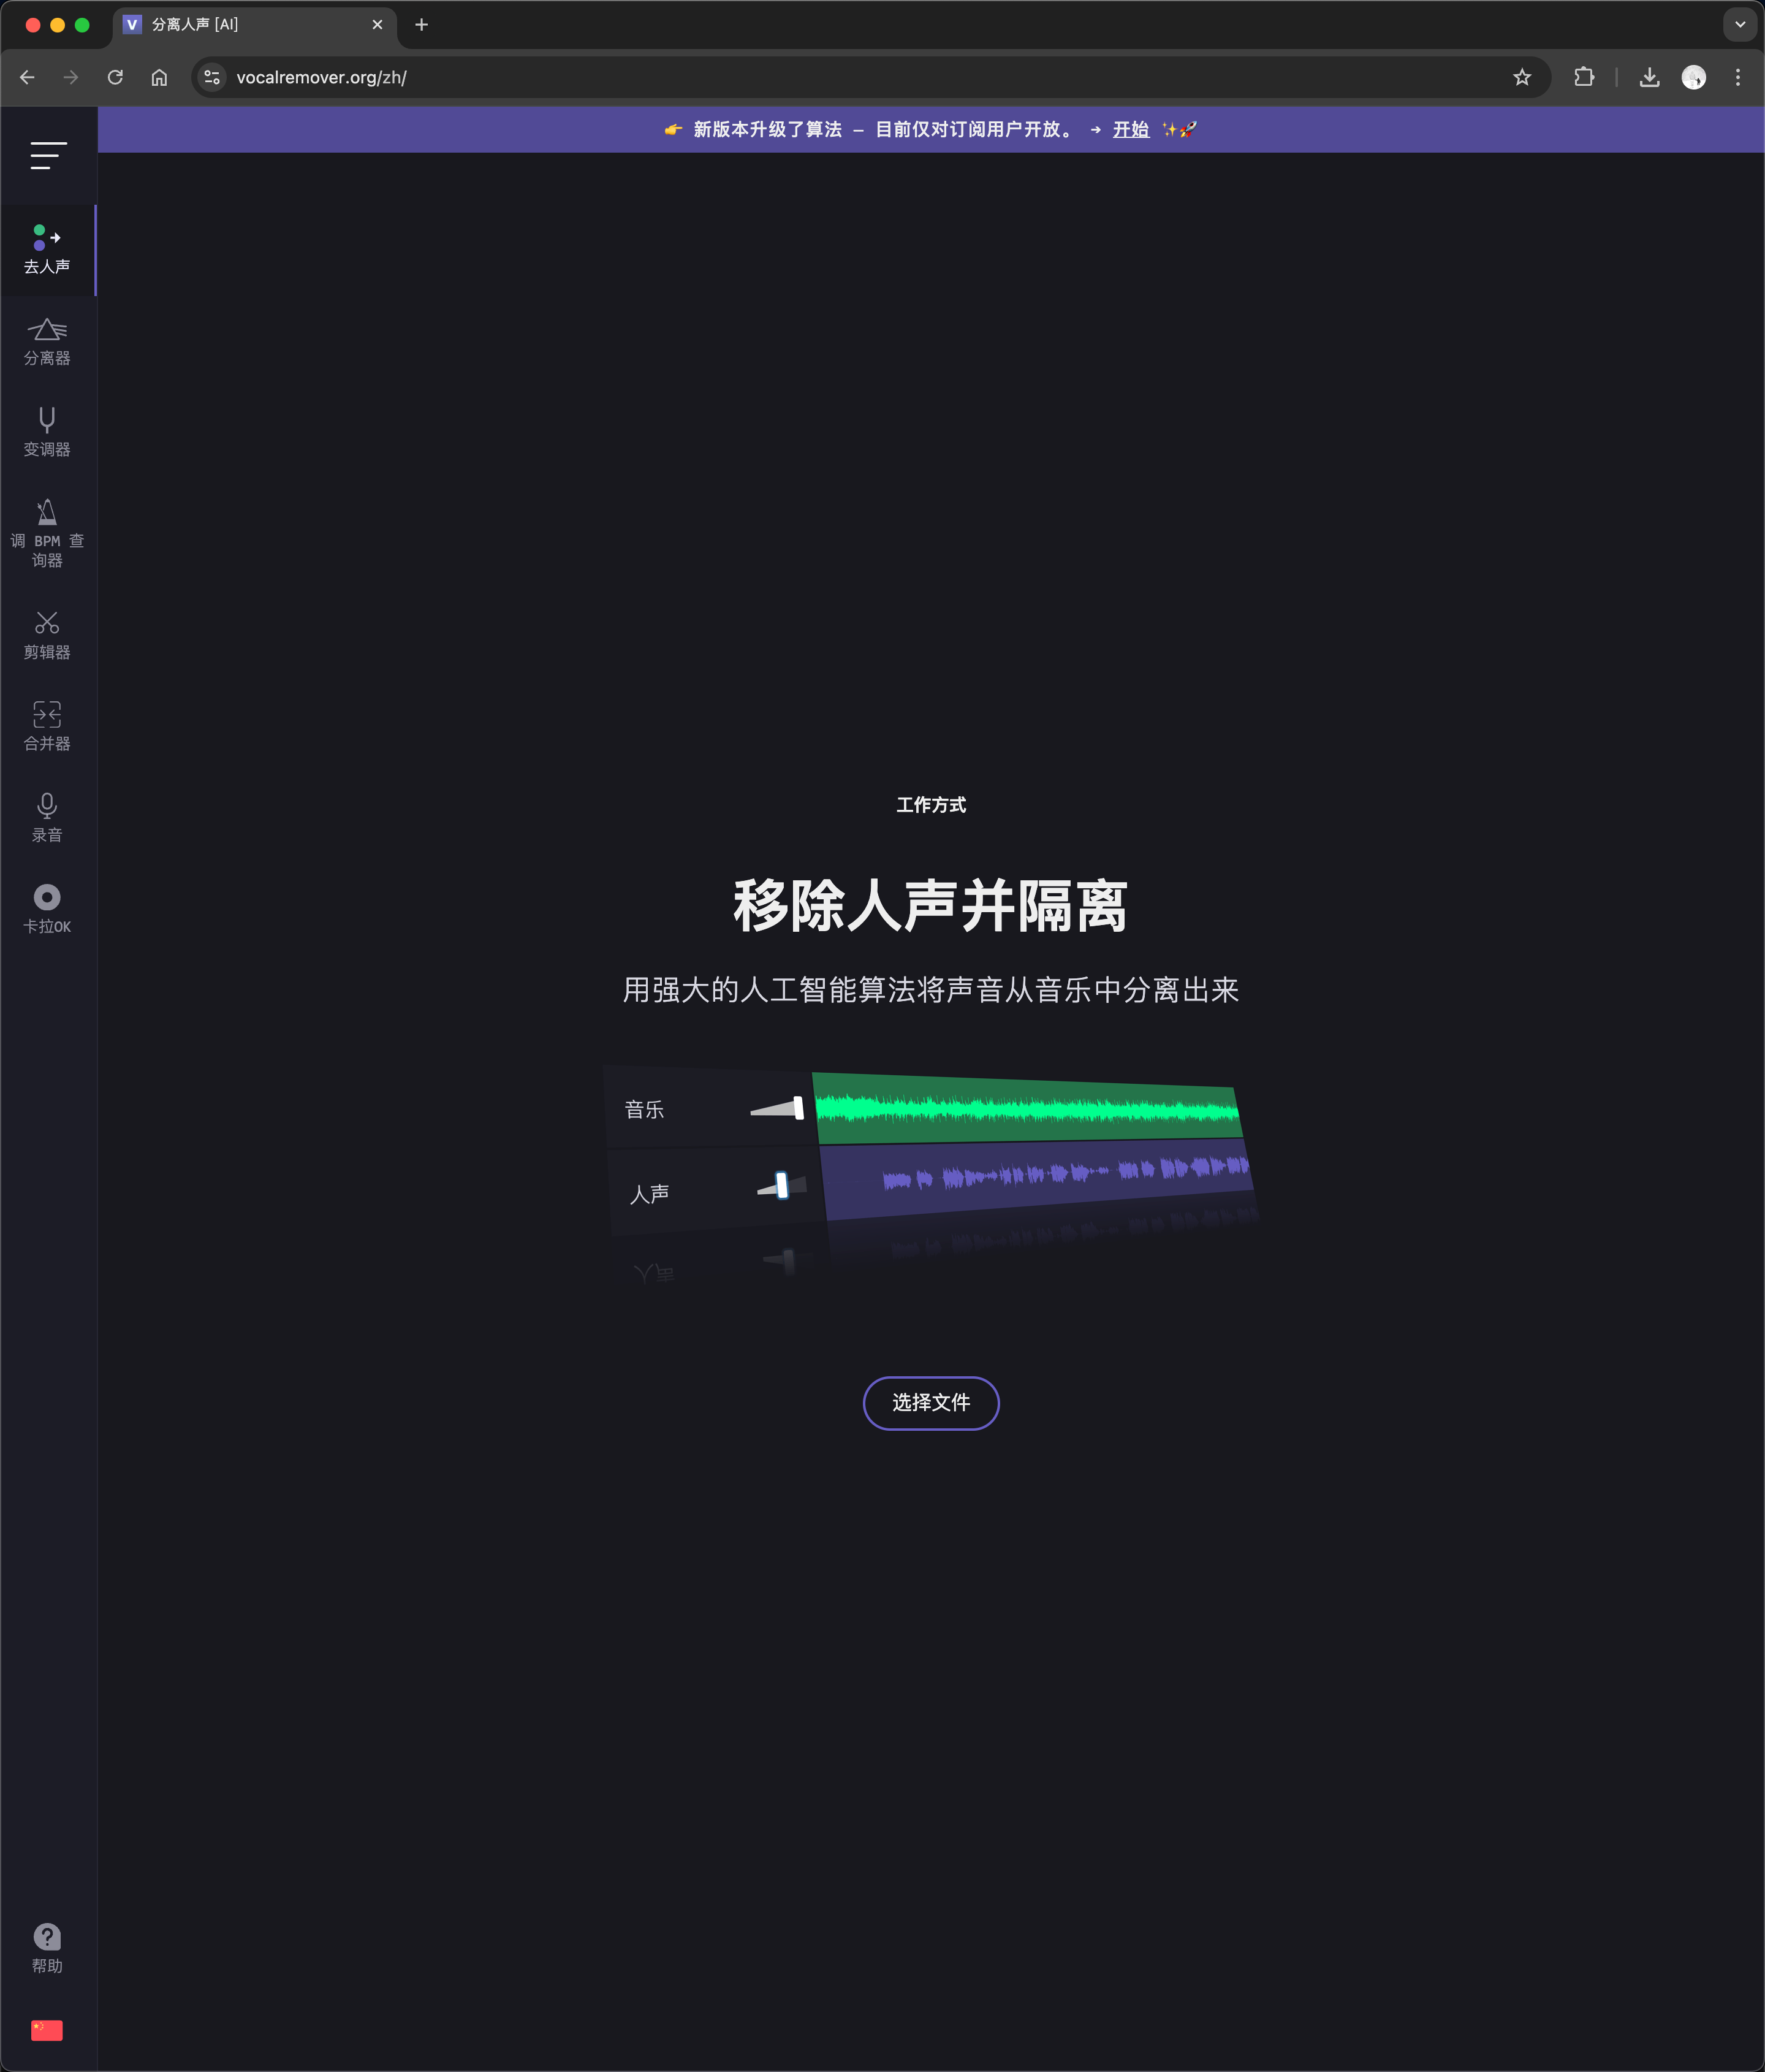 分离人声 [AI]
vocalremover.org/zh/
👉 新版本升级了算法 — 目前仅对订阅用户开放。 → 开始 ✨🚀
去人声
分离器
变调器
调 BPM 查
询器
剪辑器
合并器
录音
卡拉OK
工作方式
移除人声并隔离
用强大的人工智能算法将声音从音乐中分离出来
音乐
人声
人声
选择文件
帮助